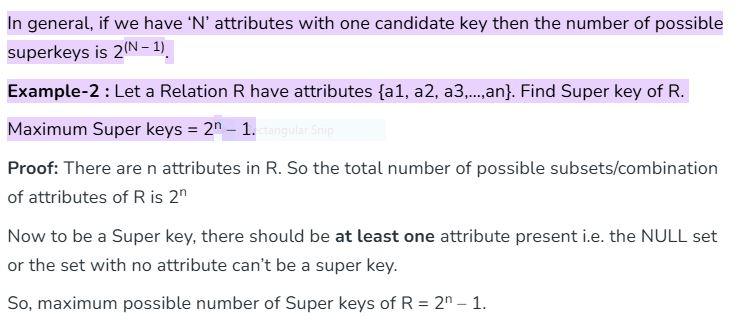 In general, if we have ‘N’ attributes with one candidate key then the number of possible
superkeys is 2(N – 1).
Example-2 : Let a Relation R have attributes {a1, a2, a3,…,an}. Find Super key of R.
Maximum Super keys = 2n – 1.
ectangular Snip
Proof: There are n attributes in R. So the total number of possible subsets/combination
of attributes of R is 2n
Now to be a Super key, there should be at least one attribute present i.e. the NULL set
or the set with no attribute can’t be a super key.
So, maximum possible number of Super keys of R = 2n – 1.